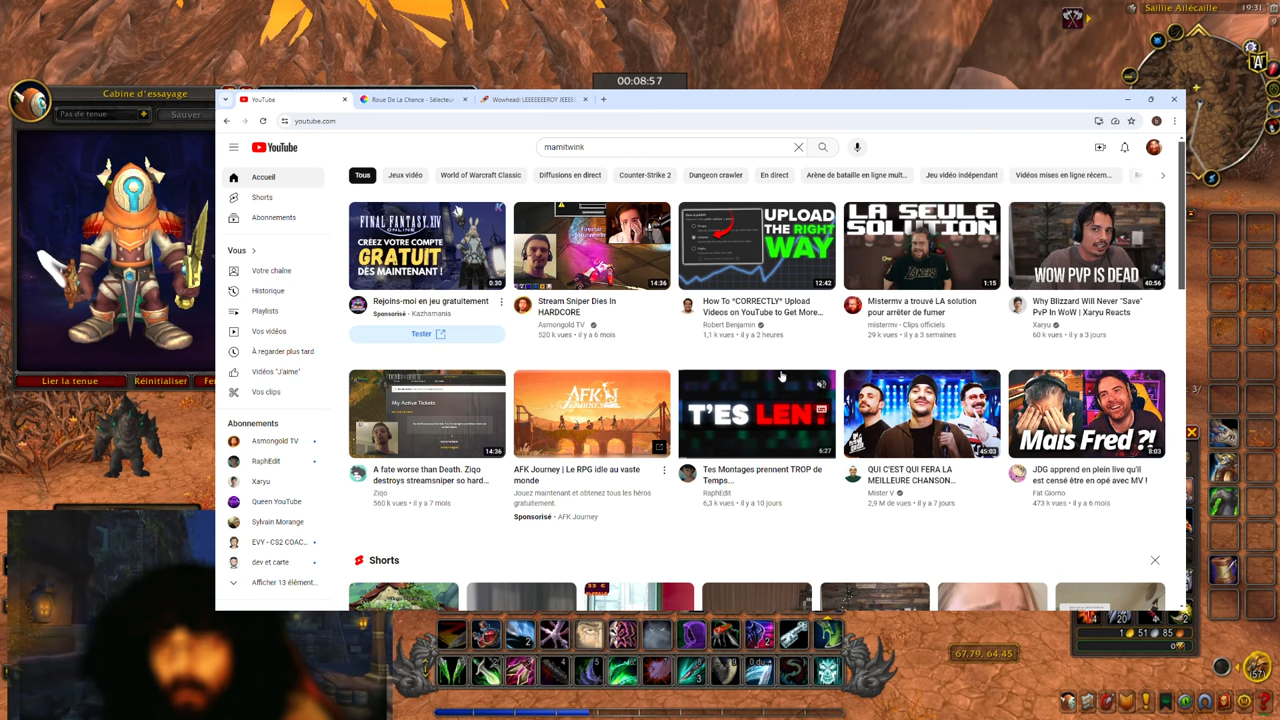 Saillie Allécaille
19:31
00:08:57
Cabine d'essayage
Pas de tenue
Sauver
YouTube
Roue De La Chance - Sélecteur
Wowhead: LEEEEEEROY JEEEE
youtube.com
YouTube
mamitwink
Tous
Jeux vidéo
World of Warcraft Classic
Diffusions en direct
Counter-Strike 2
Dungeon crawler
En direct
Arène de bataille en ligne mult...
Jeu vidéo indépendant
Vidéos mises en ligne récem...
Accueil
Shorts
Abonnements
Vous
Votre chaîne
Historique
Playlists
Vos vidéos
À regarder plus tard
Vidéos "J'aime"
Vos clips
Abonnements
Asmongold TV
RaphEdit
Xaryu
Queen YouTube
Sylvain Morange
EVY - CS2 COAC...
dev et carte
Afficher 13 élément...
FINAL FANTASY XIV
ONLINE
CRÉEZ VOTRE COMPTE
GRATUIT
DÈS MAINTENANT !
0:30
Rejoins-moi en jeu gratuitement
Sponsorisé · Kazhamania
Tester
14:36
Stream Sniper Dies In
HARDCORE
Asmongold TV
520 k vues • il y a 6 mois
UPLOAD
THE RIGHT
WAY
12:42
How To *CORRECTLY* Upload
Videos on YouTube to Get More...
Robert Benjamin
1,1 k vues • il y a 2 heures
LA SEULE
SOLUTION
1:15
Mistermv a trouvé LA solution
pour arrêter de fumer
mistermv - Clips officiels
29 k vues • il y a 3 semaines
WOW PVP IS DEAD
40:56
Why Blizzard Will Never "Save"
PvP In WoW | Xaryu Reacts
Xaryu
60 k vues • il y a 3 jours
My Active Tickets
14:36
A fate worse than Death. Ziqo
destroys streamsniper so hard...
Ziqo
560 k vues • il y a 7 mois
AFK
JOURNEY
AFK Journey | Le RPG idle au vaste
monde
Jouez maintenant et obtenez tous les héros
gratuitement.
Sponsorisé · AFK Journey
T'ES LEN
6:27
Tes Montages prennent TROP de
Temps...
RaphEdit
6,3 k vues • il y a 10 jours
45:03
QUI C'EST QUI FERA LA
MEILLEURE CHANSON...
Mister V
2,9 M de vues • il y a 7 jours
Mais Fred ?!
8:03
JDG apprend en plein live qu'il
est censé être en opé avec MV !
Fat Giorno
473 k vues • il y a 6 mois
Shorts
Lier la tenue
Réinitialiser
Fer
3/
67.79, 64.45
1 51 85
(57)